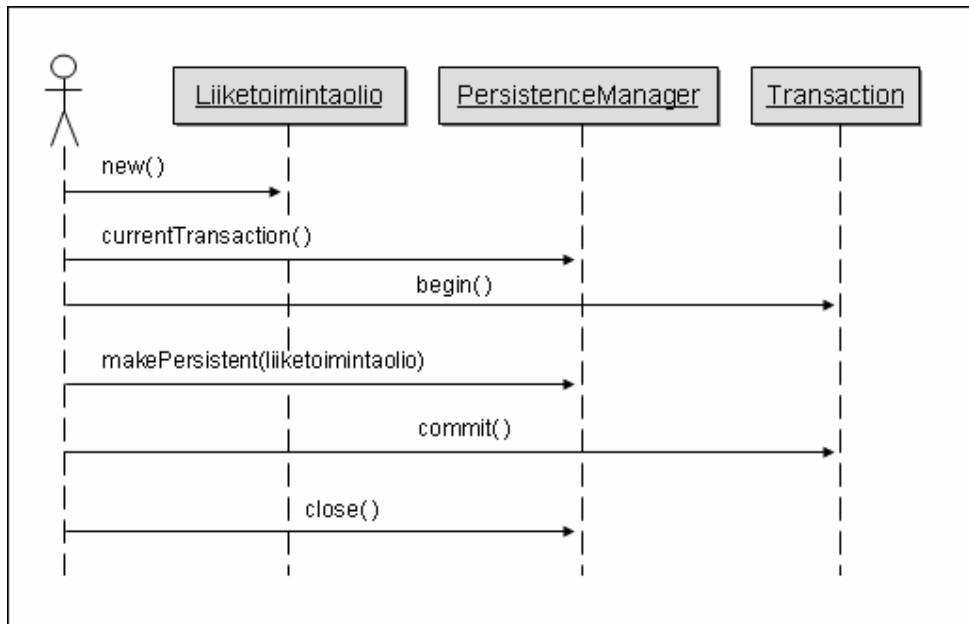 Liiketoimintaolio
PersistenceManager
Transaction
new()
currentTransaction()
begin()
makePersistent(liiketoimintaolio)
commit()
close()